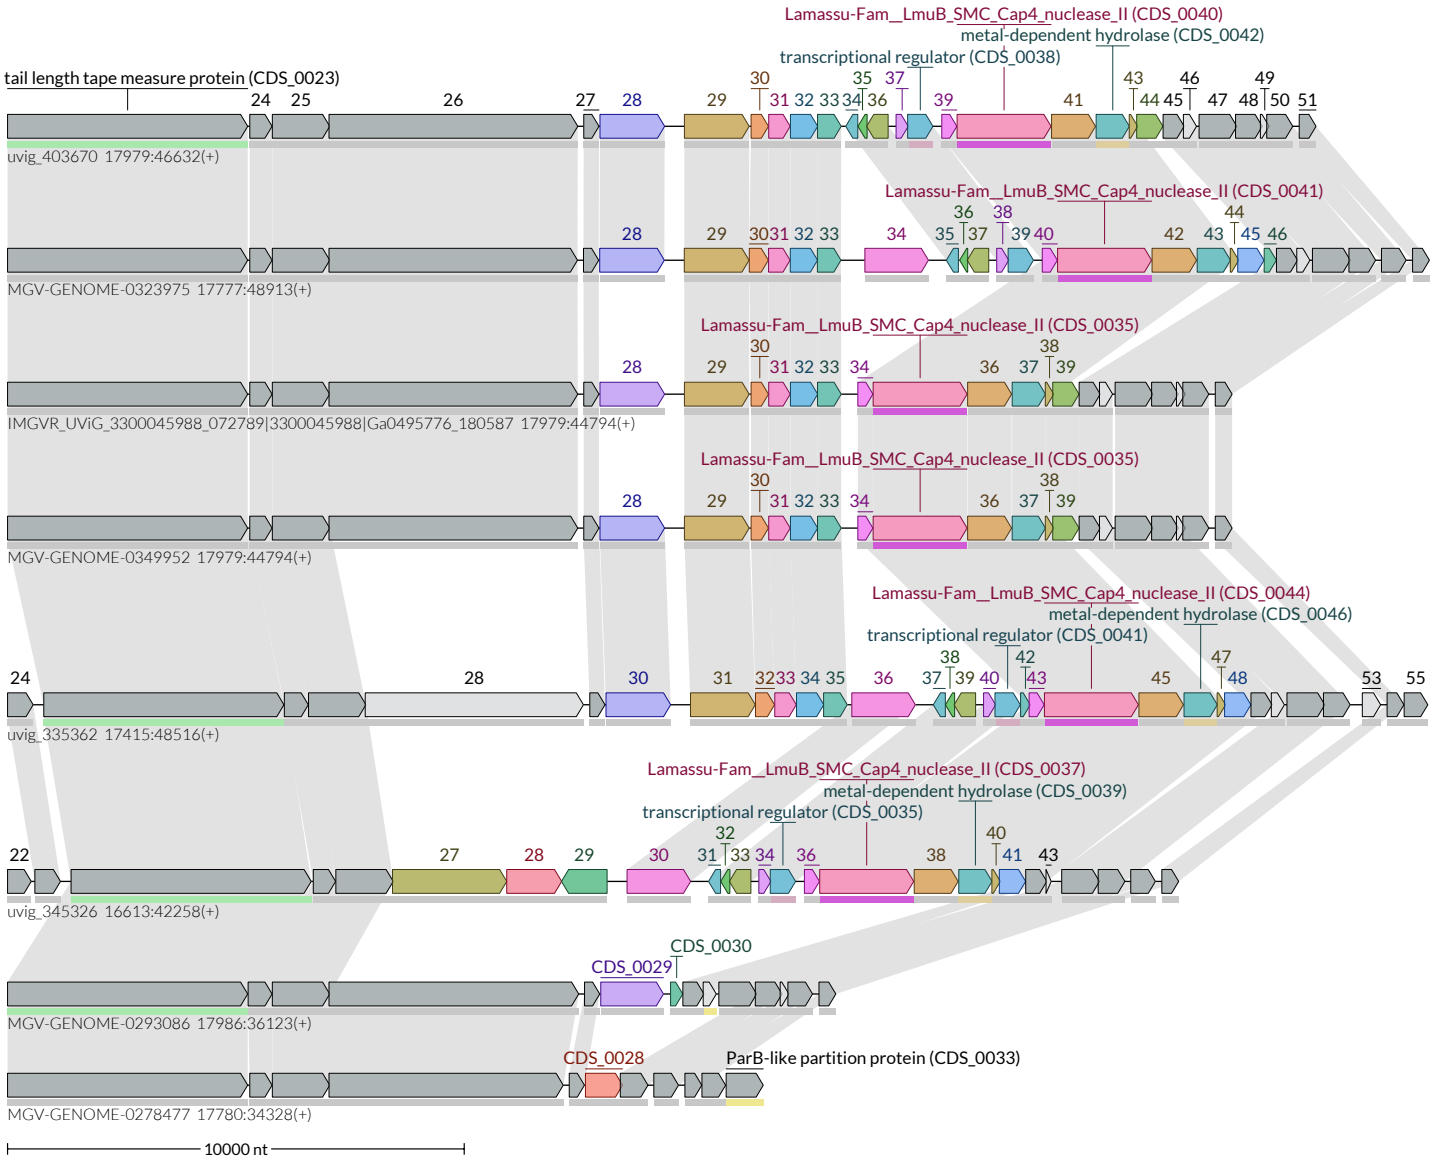 Lamassu-Fam__LmuB_SMC_Cap4_nuclease_II (CDS_0040)
metal-dependent hydrolase (CDS_0042)
transcriptional regulator (CDS_0038)
tail length tape measure protein (CDS_0023) 30 35 37 43 46 49
24 25 26 27 28 29 31 32 33 34 36 39 41 44 45 47 48 50 51
uvig_403670 17979:46632(+)
Lamassu-Fam__LmuB_SMC_Cap4_nuclease_II (CDS_0041)
36 38 44
28 29 30 31 32 33 34 35 37 39 40 42 43 45 46
MGV-GENOME-0323975 17777:48913(+)
Lamassu-Fam__LmuB_SMC_Cap4_nuclease_II (CDS_0035)
30 38
28 29 31 32 33 34 36 37 39
IMGVR_UViG_3300045988_072789|3300045988|Ga0495776_180587 17979:44794(+)
Lamassu-Fam__LmuB_SMC_Cap4_nuclease_II (CDS_0035)
30 38
28 29 31 32 33 34 36 37 39
MGV-GENOME-0349952 17979:44794(+)
Lamassu-Fam__LmuB_SMC_Cap4_nuclease_II (CDS_0044)
metal-dependent hydrolase (CDS_0046)
transcriptional regulator (CDS_0041)
38 42 47
24 28 30 31 32 33 34 35 36 37 39 40 43 45 48 53 55
uvig_335362 17415:48516(+)
Lamassu-Fam__LmuB_SMC_Cap4_nuclease_II (CDS_0037)
metal-dependent hydrolase (CDS_0039)
transcriptional regulator (CDS_0035)
32 40
22 27 28 29 30 31 33 34 36 38 41 43
uvig_345326 16613:42258(+)
CDS_0030
CDS_0029
MGV-GENOME-0293086 17986:36123(+)
CDS_0028 ParB-like partition protein (CDS_0033)
MGV-GENOME-0278477 17780:34328(+)
10000 nt